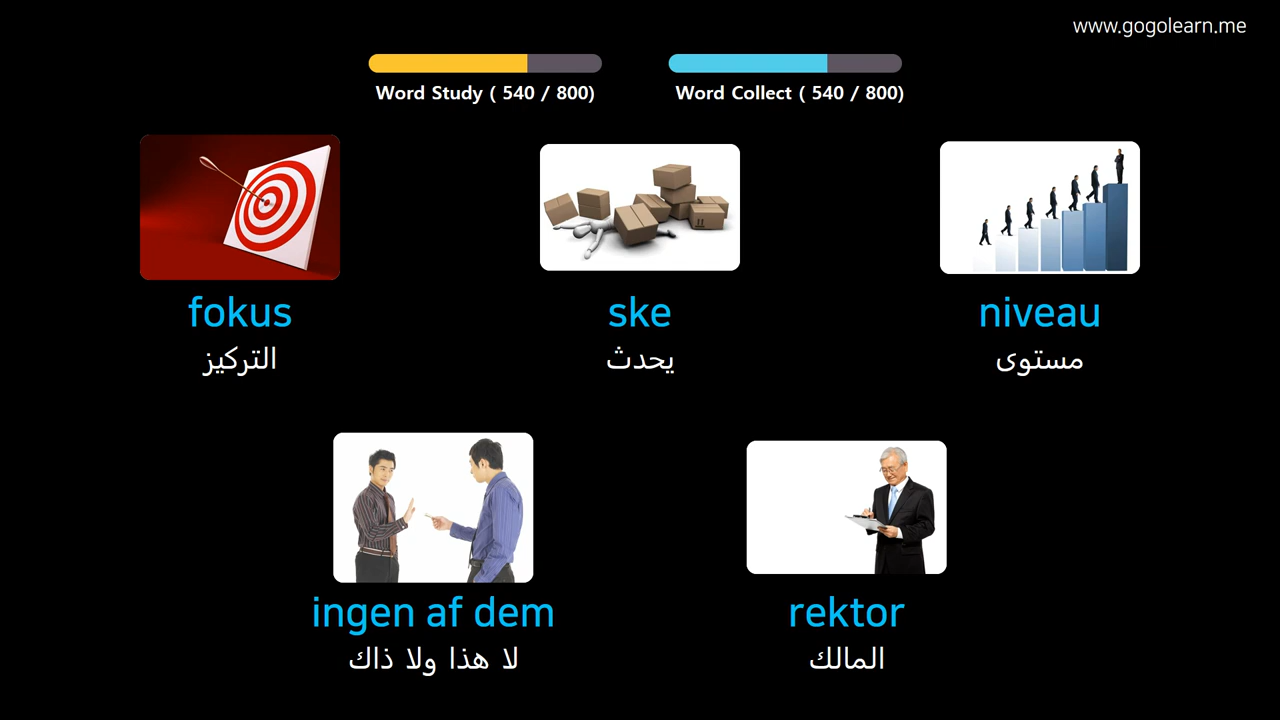 www.gogolearn.me
Word Study ( 540 / 800)
Word Collect ( 540 / 800)
fokus
التركيز
ske
يحدث
niveau
مستوى
ingen af dem
لا هذا ولا ذاك
rektor
المالك